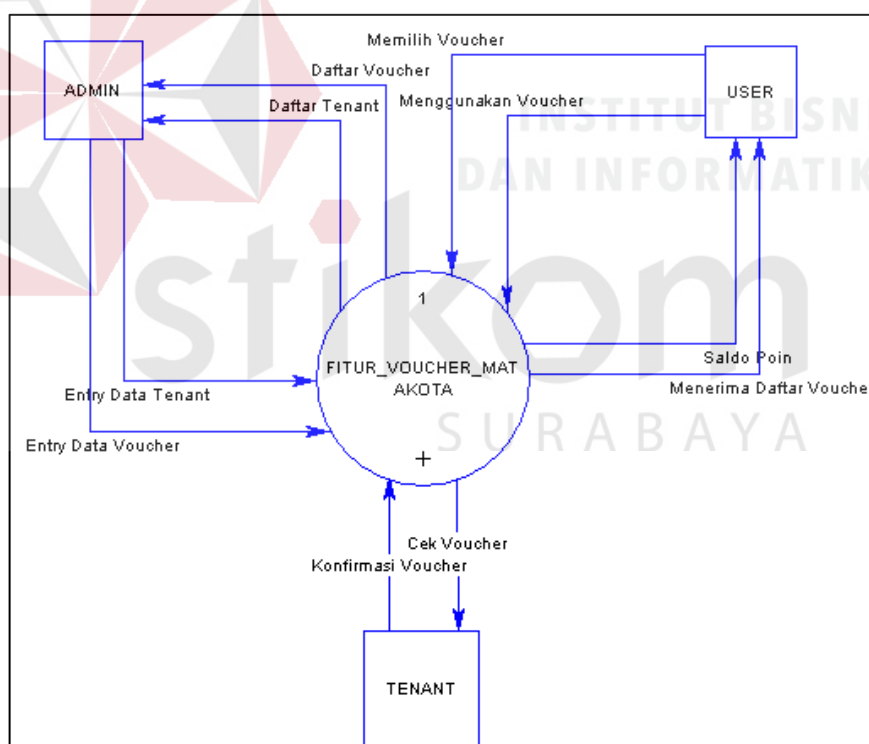 Memilih Voucher
Daftar Voucher
ADMIN
USER
Daftar Tenant
Menggunakan Voucher
INSTITUT BISNI
DAN INFORMATIK
stikom
1
FITUR_VOUCHER_MAT
AKOTA
Saldo Poin
Entry Data Tenant
Menerima Daftar Vouche
Entry Data Voucher
SURABAYA
+
Cek Voucher
Konfirmasi Voucher
TENANT